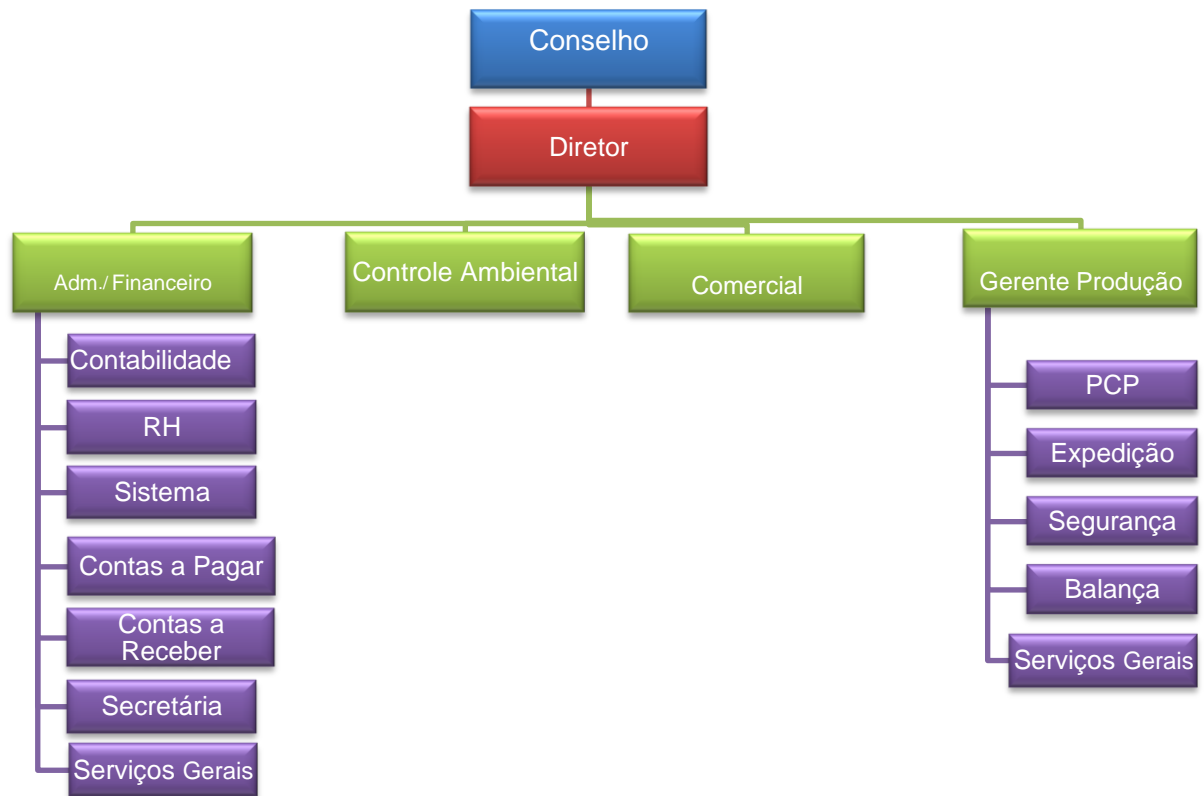 Conselho
Diretor
Adm./ Financeiro
Controle Ambiental
Comercial
Gerente Produção
Contabilidade
RH
Sistema
Contas a Pagar
Contas a
Receber
Secretária
Serviços Gerais
PCP
Expedição
Segurança
Balança
Serviços Gerais